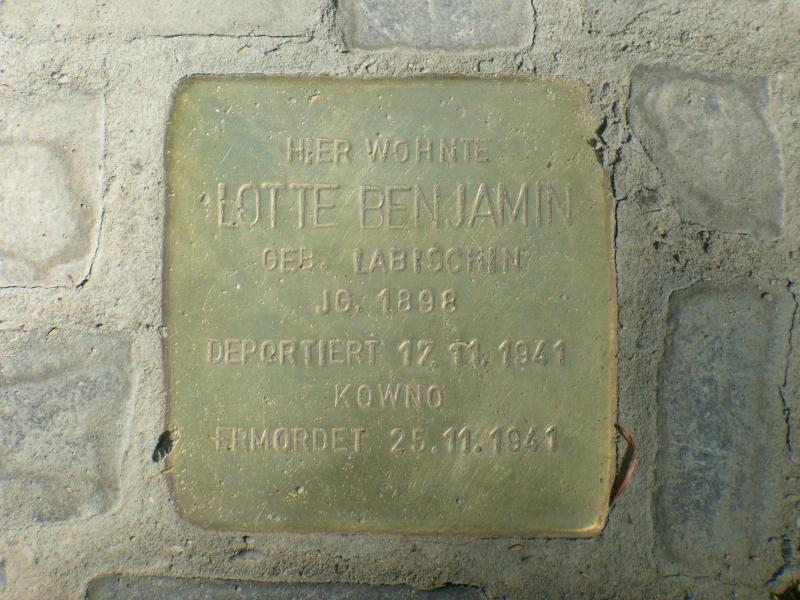 HIER WOHNTE
LOTTE BENJAMIN
GEB. LABISCHIN
JG. 1898
DEPORTIERT 17.11.1941
KOWNO
ERMORDET 25.11.1941